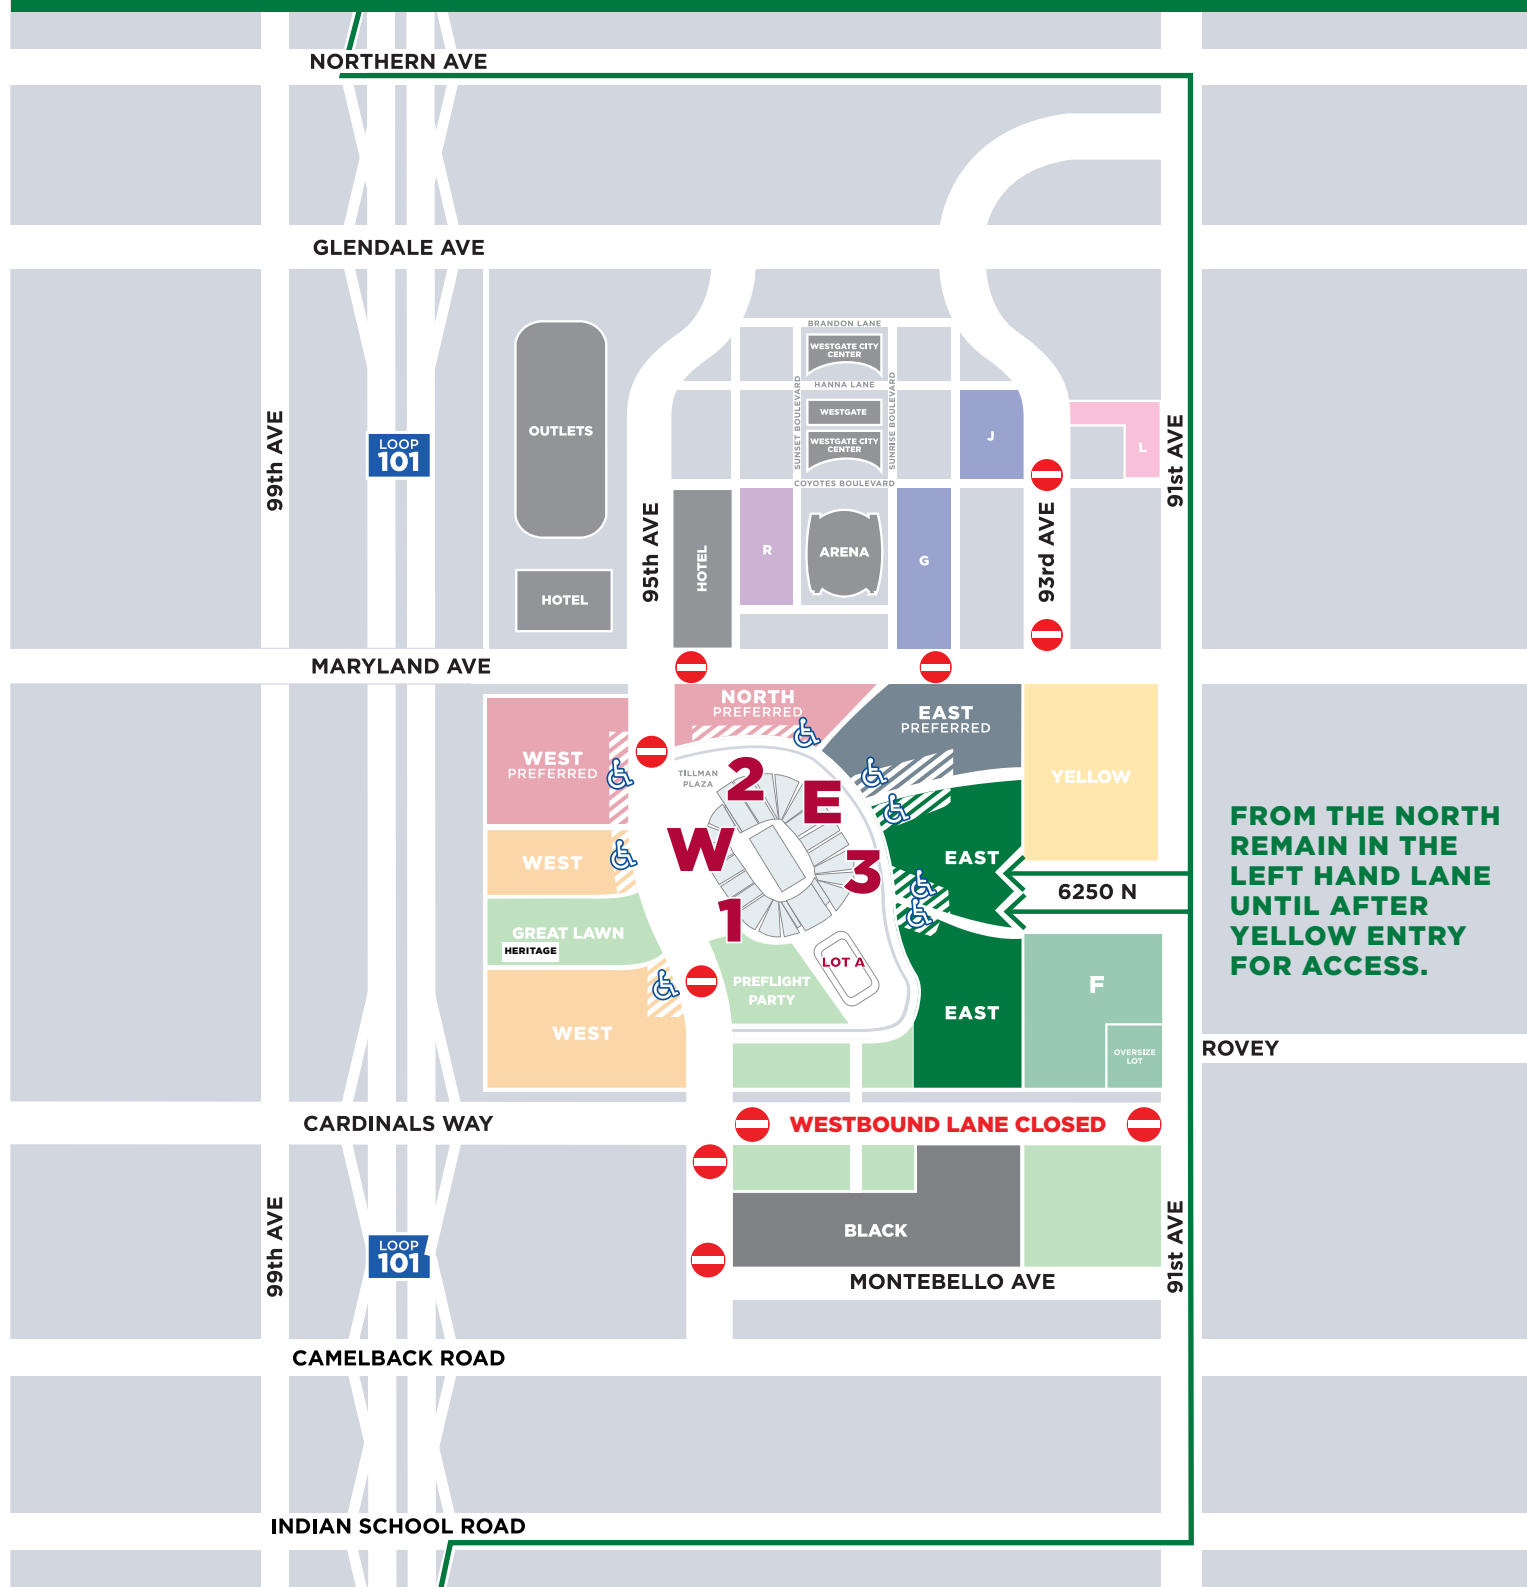 NORTHERN AVE
GLENDALE AVE
BRANDON LANE
WESTGATE CITY
CENTER
HANNA LANE
SUNSET BOULEVARD
SUNRISE BOULEVARD
WESTGATE
WESTGATE CITY
CENTER
COYOTES BOULEVARD
OUTLETS
99th AVE
LOOP
101
J
L
91st AVE
95th AVE
HOTEL
R
ARENA
G
93rd AVE
HOTEL
MARYLAND AVE
NORTH
PREFERRED
EAST
PREFERRED
WEST
PREFERRED
TILLMAN
PLAZA
2
E
YELLOW
W
3
WEST
EAST
6250 N
1
GREAT LAWN
HERITAGE
LOT A
PREFLIGHT
PARTY
F
WEST
EAST
OVERSIZE
LOT
FROM THE NORTH
REMAIN IN THE
LEFT HAND LANE
UNTIL AFTER
YELLOW ENTRY
FOR ACCESS.
ROVEY
CARDINALS WAY
WESTBOUND LANE CLOSED
99th AVE
LOOP
101
BLACK
91st AVE
MONTEBELLO AVE
CAMELBACK ROAD
INDIAN SCHOOL ROAD